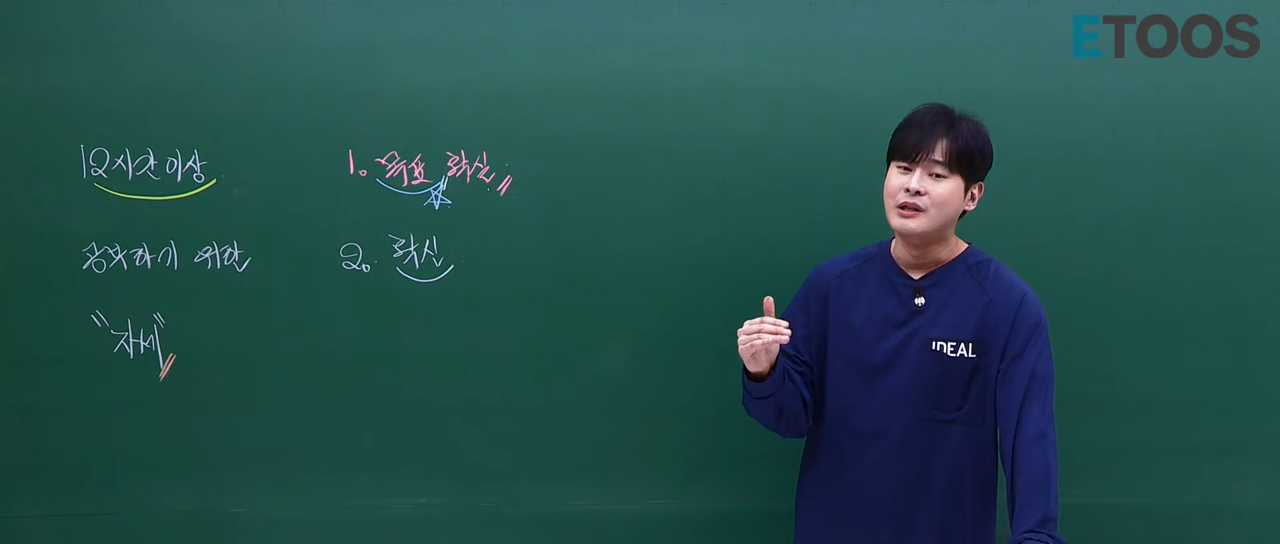 ETOOS
12시간 이상
공부하기 위한
"자세"
1. 목표 확신
2. 확신
IDEAL